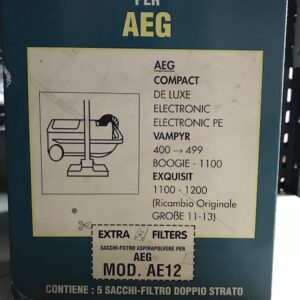 PER
AEG
AEG
COMPACT
DE LUXE
ELECTRONIC
ELECTRONIC PE
VAMPYR
400 → 499
BOOGIE - 1100
EXQUISIT
1100 - 1200
(Ricambio Originale
GROßE 11-13)
EXTRA FILTERS
SACCHI-FILTRO ASPIRAPOLVERE PER
AEG
MOD. AE12
CONTIENE : 5 SACCHI-FILTRO DOPPIO STRATO